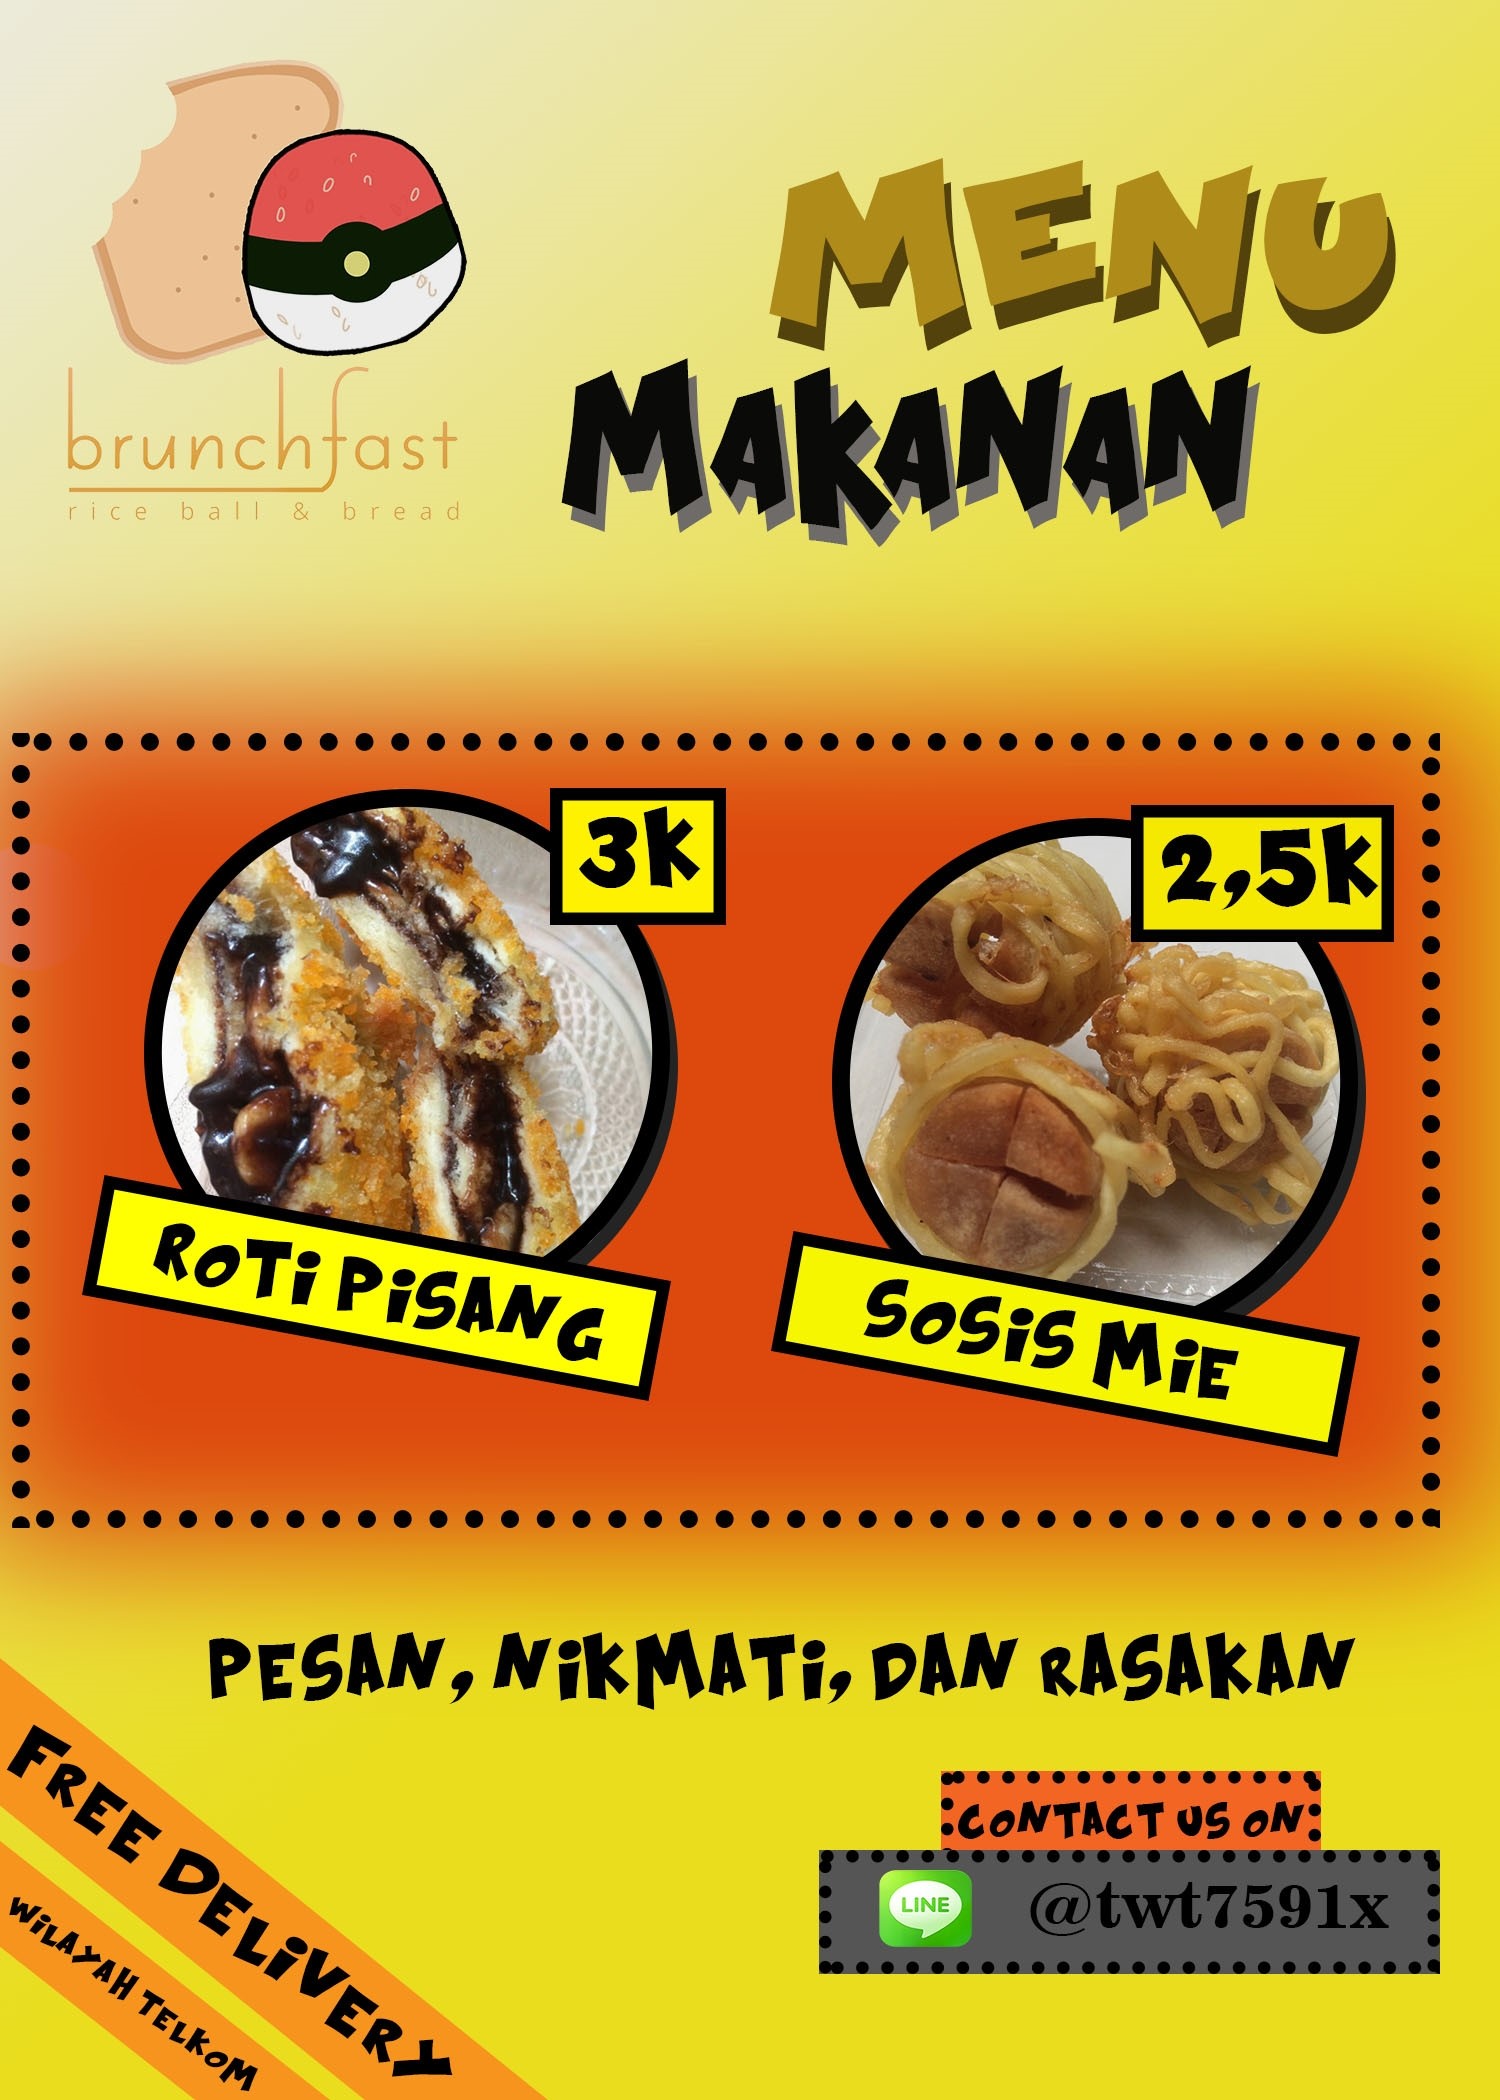 MENU
MAKANAN
brunchfast
rice ball & bread
3K
2,5K
ROTI PISANG
SOSIS MIE
PESAN, NIKMATI, DAN RASAKAN
FREE DELIVERY
WILAYAH TELKOM
CONTACT US ON
LINE @twt7591x